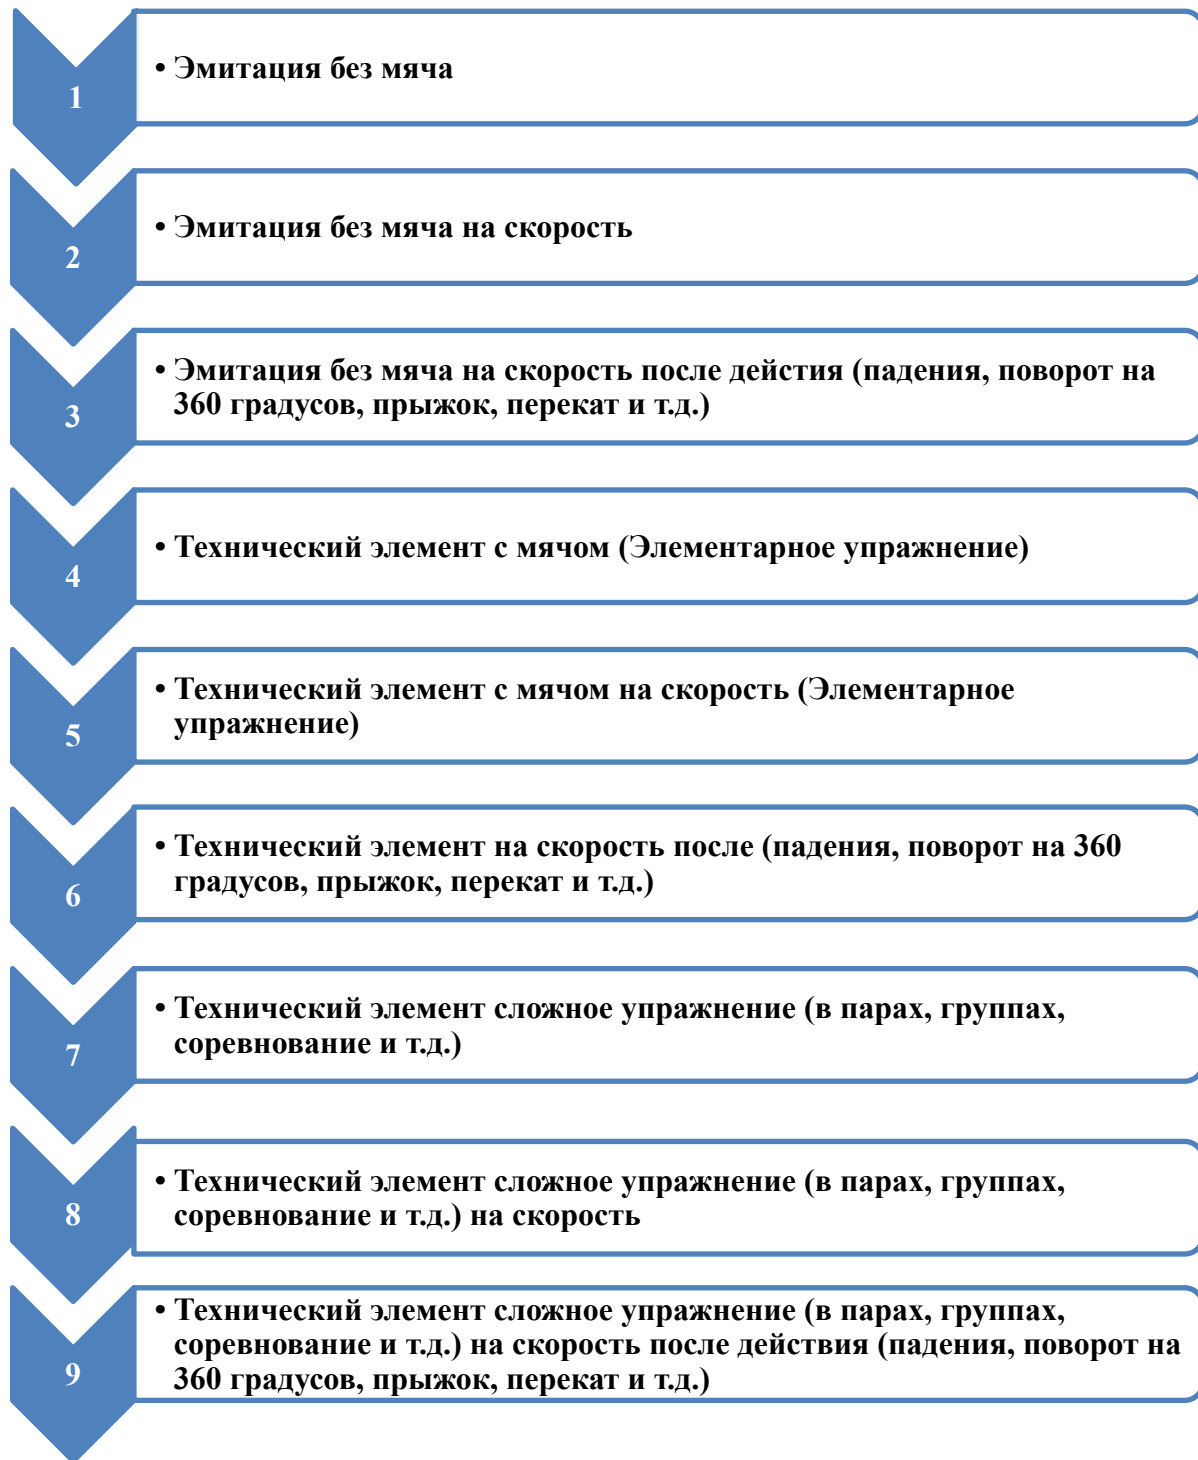 1
• Эмитация без мяча
2
• Эмитация без мяча на скорость
3
• Эмитация без мяча на скорость после дейстия (падения, поворот на
360 градусов, прыжок, перекат и т.д.)
4
• Технический элемент с мячом (Элементарное упражнение)
5
• Технический элемент с мячом на скорость (Элементарное
упражнение)
6
• Технический элемент на скорость после (падения, поворот на 360
градусов, прыжок, перекат и т.д.)
7
• Технический элемент сложное упражнение (в парах, группах,
соревнование и т.д.)
8
• Технический элемент сложное упражнение (в парах, группах,
соревнование и т.д.) на скорость
9
• Технический элемент сложное упражнение (в парах, группах,
соревнование и т.д.) на скорость после действия (падения, поворот на
360 градусов, прыжок, перекат и т.д.)